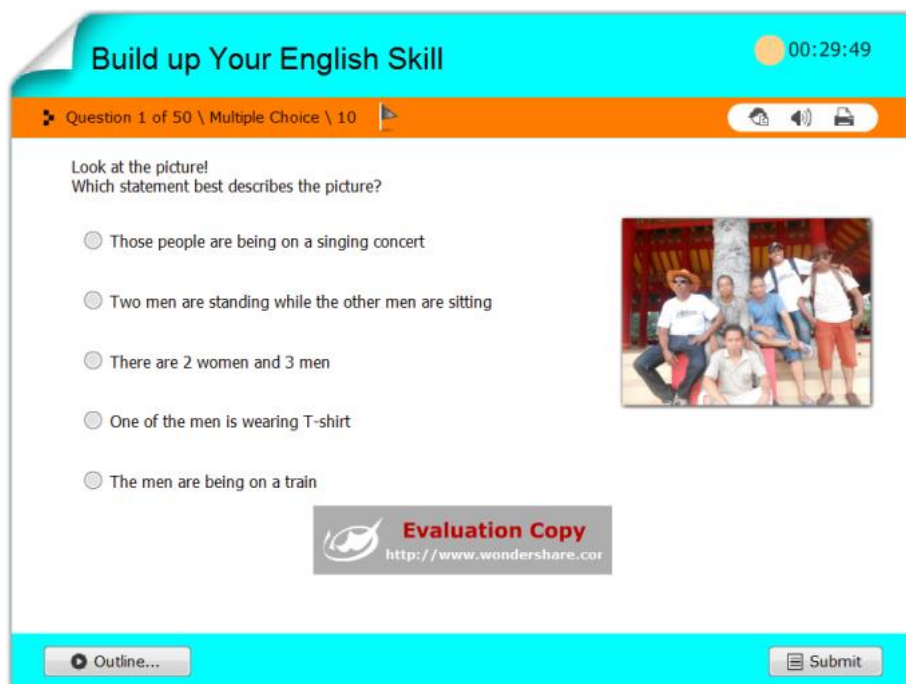 Build up Your English Skill
00:29:49
Question 1 of 50 \ Multiple Choice \ 10
Look at the picture!
Which statement best describes the picture?
Those people are being on a singing concert
Two men are standing while the other men are sitting
There are 2 women and 3 men
One of the men is wearing T-shirt
The men are being on a train
Evaluation Copy
http://www.wondershare.cor
Outline...
Submit